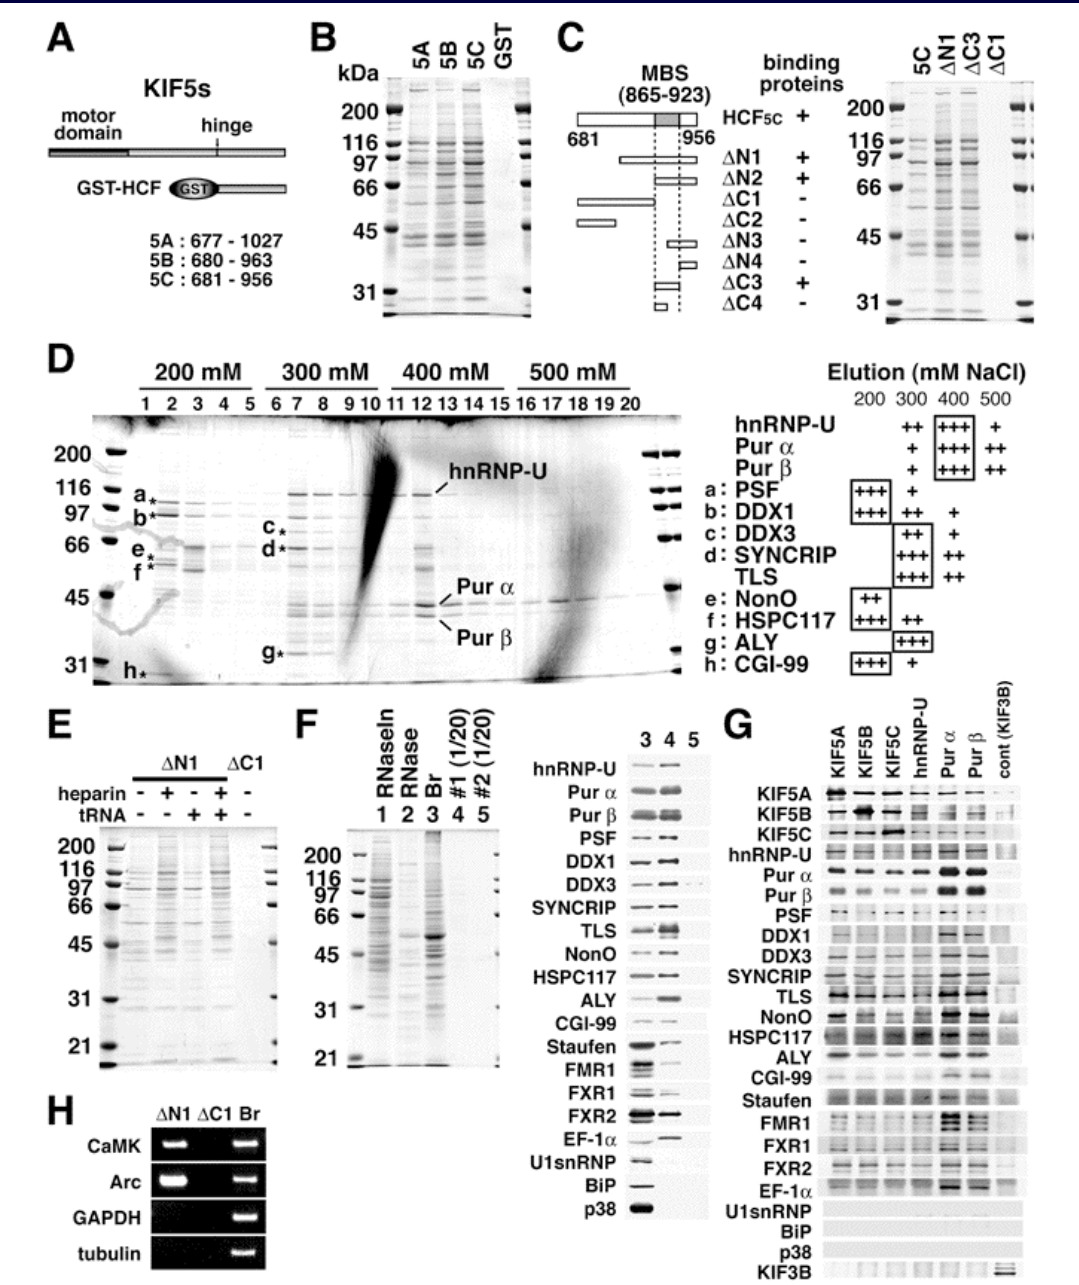 A
KIF5s
motor
domain
hinge
GST-HCF
GST
5A : 677 - 1027
5B : 680 - 963
5C : 681 - 956
B
kDa
5A
5B
5C
GST
200
116
97
66
45
31
C
MBS
(865-923)
binding
proteins
681
956
HCF5C +
ΔN1 +
ΔN2 +
ΔC1 -
ΔC2 -
ΔN3 -
ΔN4 -
ΔC3 +
ΔC4 -
5C
ΔN1
ΔC3
ΔC1
200
116
97
66
45
31
D
200 mM 300 mM 400 mM 500 mM
1 2 3 4 5 6 7 8 9 10 11 12 13 14 15 16 17 18 19 20
200
116
97
66
45
31
a*
b*
e*
f*
h*
c*
d*
g*
hnRNP-U
Pur α
Pur β
Elution (mM NaCl)
200 300 400 500
hnRNP-U ++ +++ +
Pur α + +++ ++
Pur β + +++ ++
a: PSF +++ +
b: DDX1 +++ ++ +
c: DDX3 ++ +
d: SYNCRIP +++ ++
TLS +++ ++
e: NonO ++
f: HSPC117 +++ ++
g: ALY +++
h: CGI-99 +++ +
E
ΔN1 ΔC1
heparin - + - + -
tRNA - - + + -
200
116
97
66
45
31
21
F
RNaseIn
RNase
Br
#1 (1/20)
#2 (1/20)
1 2 3 4 5
200
116
97
66
45
31
21
3 4 5
hnRNP-U
Pur α
Pur β
PSF
DDX1
DDX3
SYNCRIP
TLS
NonO
HSPC117
ALY
CGI-99
Staufen
FMR1
FXR1
FXR2
EF-1α
U1snRNP
BiP
p38
G
KIF5A
KIF5B
KIF5C
hnRNP-U
Pur α
Pur β
cont (KIF3B)
KIF5A
KIF5B
KIF5C
hnRNP-U
Pur α
Pur β
PSF
DDX1
DDX3
SYNCRIP
TLS
NonO
HSPC117
ALY
CGI-99
Staufen
FMR1
FXR1
FXR2
EF-1α
U1snRNP
BiP
p38
KIF3B
H
ΔN1 ΔC1 Br
CaMK
Arc
GAPDH
tubulin